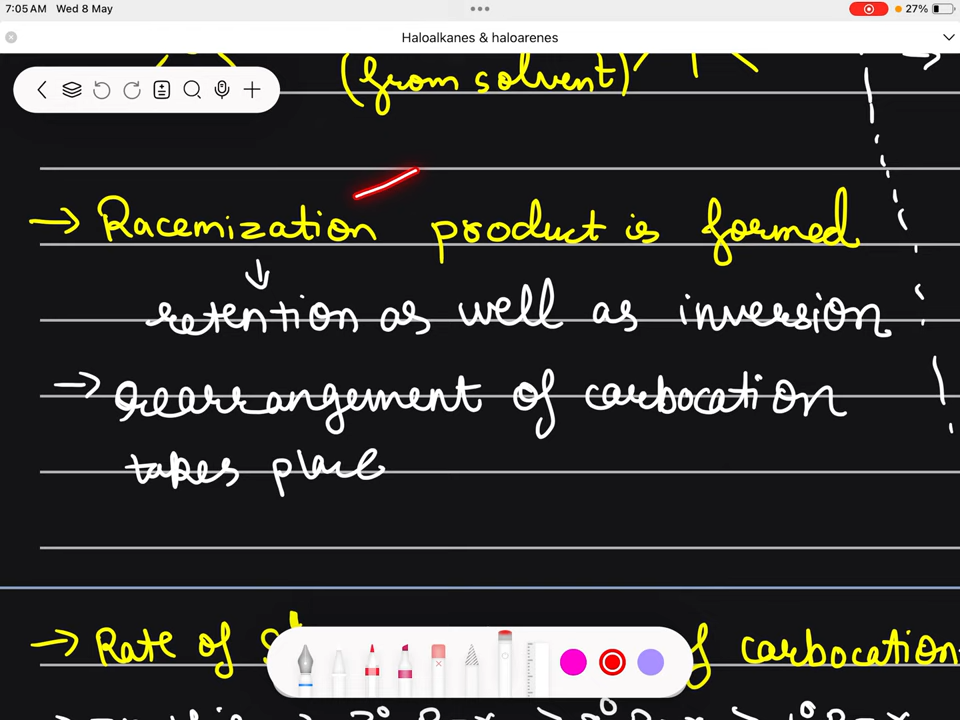 7:05 AM Wed 8 May
27%
Haloalkanes & haloarenes
(from solvent)
→ Racemization product is formed
↓
retention as well as inversion
→ rearrangement of carbocation
takes place
→ Rate of of carbocation